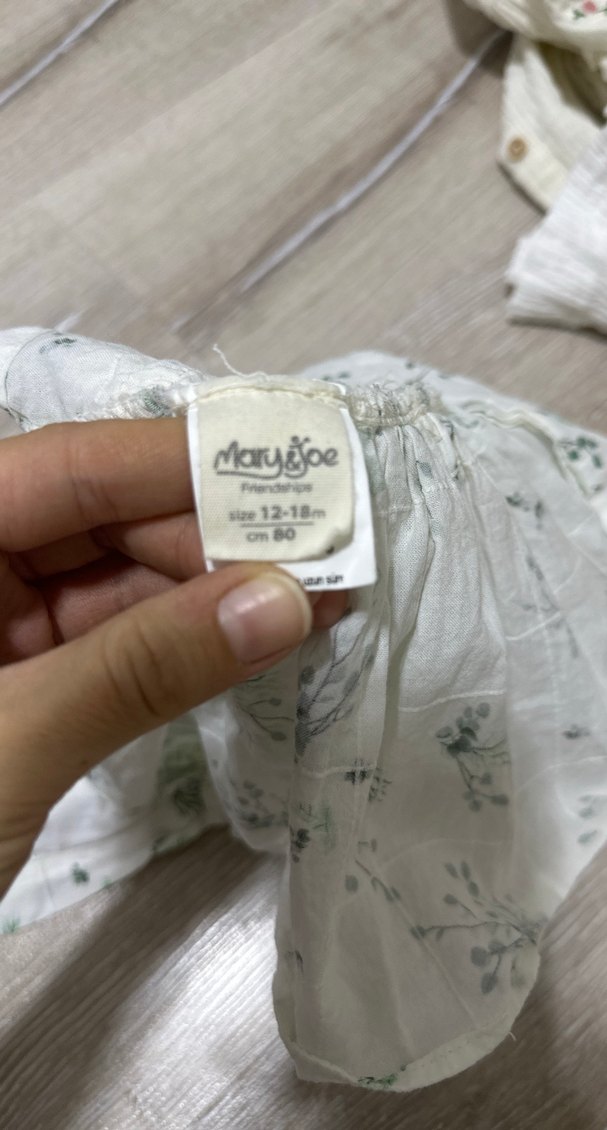 Mary&Joe
Friendships
size 12-18m
cm 80